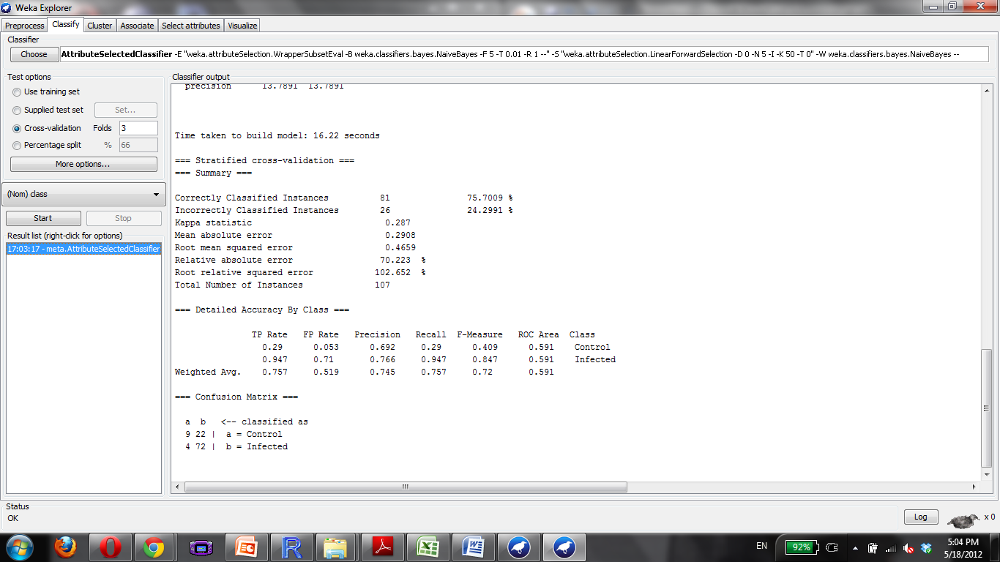 Weka Explorer
Preprocess Classify Cluster Associate Select attributes Visualize
Classifier
Choose AttributeSelectedClassifier -E "weka.attributeSelection.WrapperSubsetEval -B weka.classifiers.bayes.NaiveBayes -F 5 -T 0.01 -R 1 --" -S "weka.attributeSelection.LinearForwardSelection -D 0 -N 5 -I -K 50 -T 0" -W weka.classifiers.bayes.NaiveBayes --
Test options
Use training set
Supplied test set Set...
Cross-validation Folds 3
Percentage split % 66
More options...
(Nom) class
Start Stop
Result list (right-click for options)
17:03:17 - meta.AttributeSelectedClassifier
Classifier output
precision 13.7891 13.7891
Time taken to build model: 16.22 seconds
=== Stratified cross-validation ===
=== Summary ===
Correctly Classified Instances 81 75.7009 %
Incorrectly Classified Instances 26 24.2991 %
Kappa statistic 0.287
Mean absolute error 0.2908
Root mean squared error 0.4659
Relative absolute error 70.223 %
Root relative squared error 102.652 %
Total Number of Instances 107
=== Detailed Accuracy By Class ===
TP Rate FP Rate Precision Recall F-Measure ROC Area Class
0.29 0.053 0.692 0.29 0.409 0.591 Control
0.947 0.71 0.766 0.947 0.847 0.591 Infected
Weighted Avg. 0.757 0.519 0.745 0.757 0.72 0.591
=== Confusion Matrix ===
a b <-- classified as
9 22 | a = Control
4 72 | b = Infected
Status
OK
Log x 0
EN 92% 5:04 PM
5/18/2012